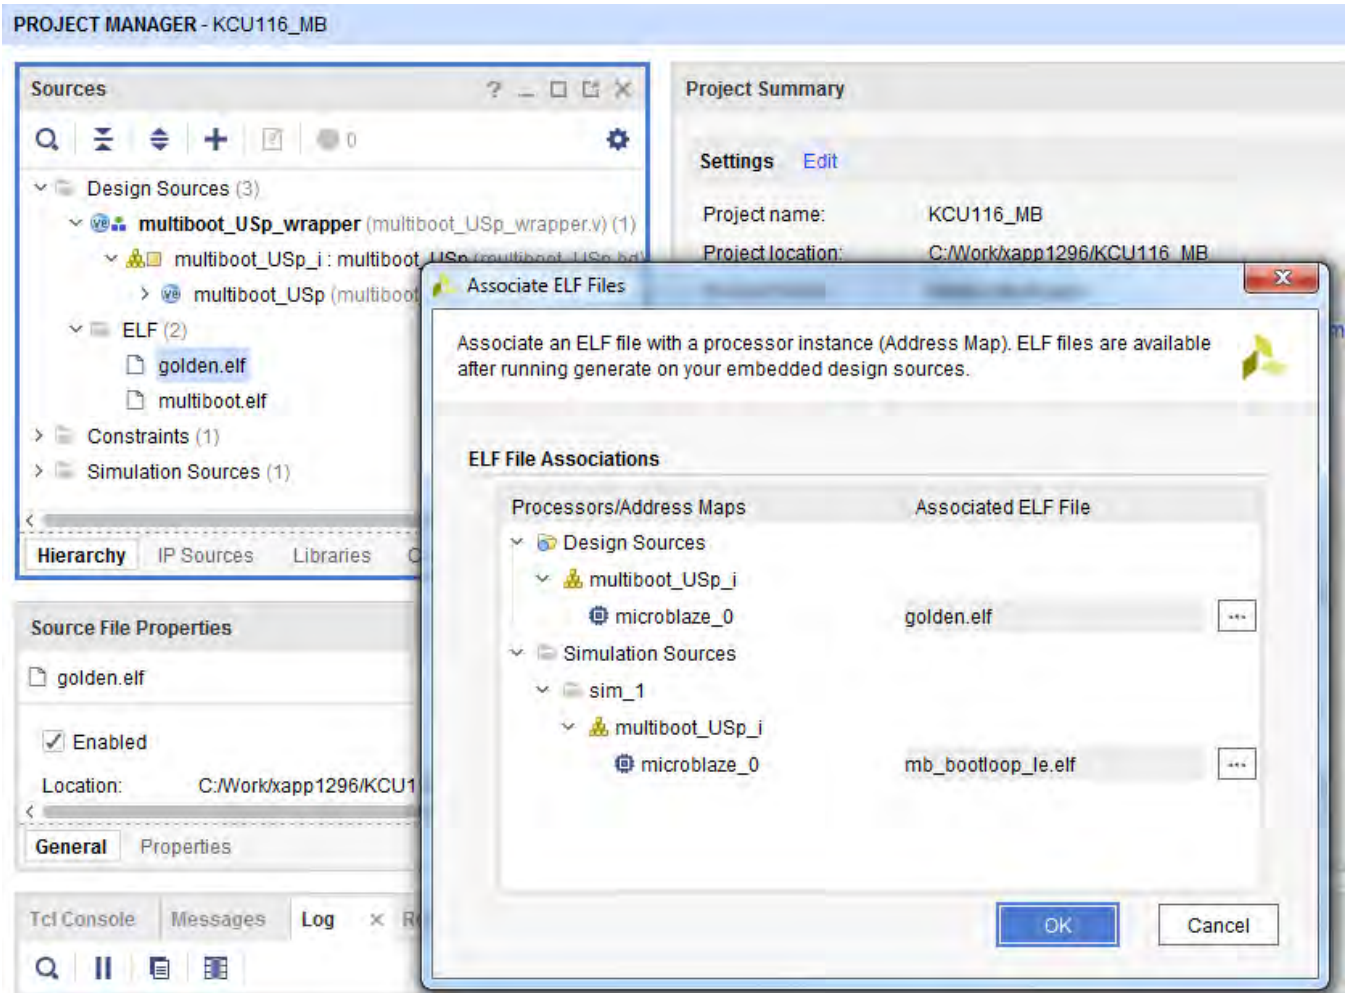 PROJECT MANAGER - KCU116_MB
Sources
?
0
Design Sources (3)
multiboot_USp_wrapper (multiboot_USp_wrapper.v) (1)
multiboot_USp_i : multiboot_USp (multiboot_USp.bd)
multiboot_USp (multiboot
ELF (2)
golden.elf
multiboot.elf
Constraints (1)
Simulation Sources (1)
Hierarchy IP Sources Libraries
Project Summary
Settings Edit
Project name: KCU116_MB
Project location: C:/Work/xapp1296/KCU116_MB
Associate ELF Files
Associate an ELF file with a processor instance (Address Map). ELF files are available
after running generate on your embedded design sources.
ELF File Associations
Processors/Address Maps Associated ELF File
Design Sources
multiboot_USp_i
microblaze_0 golden.elf ...
Simulation Sources
sim_1
multiboot_USp_i
microblaze_0 mb_bootloop_le.elf ...
OK Cancel
Source File Properties
golden.elf
Enabled
Location: C:/Work/xapp1296/KCU1
General Properties
Tcl Console Messages Log